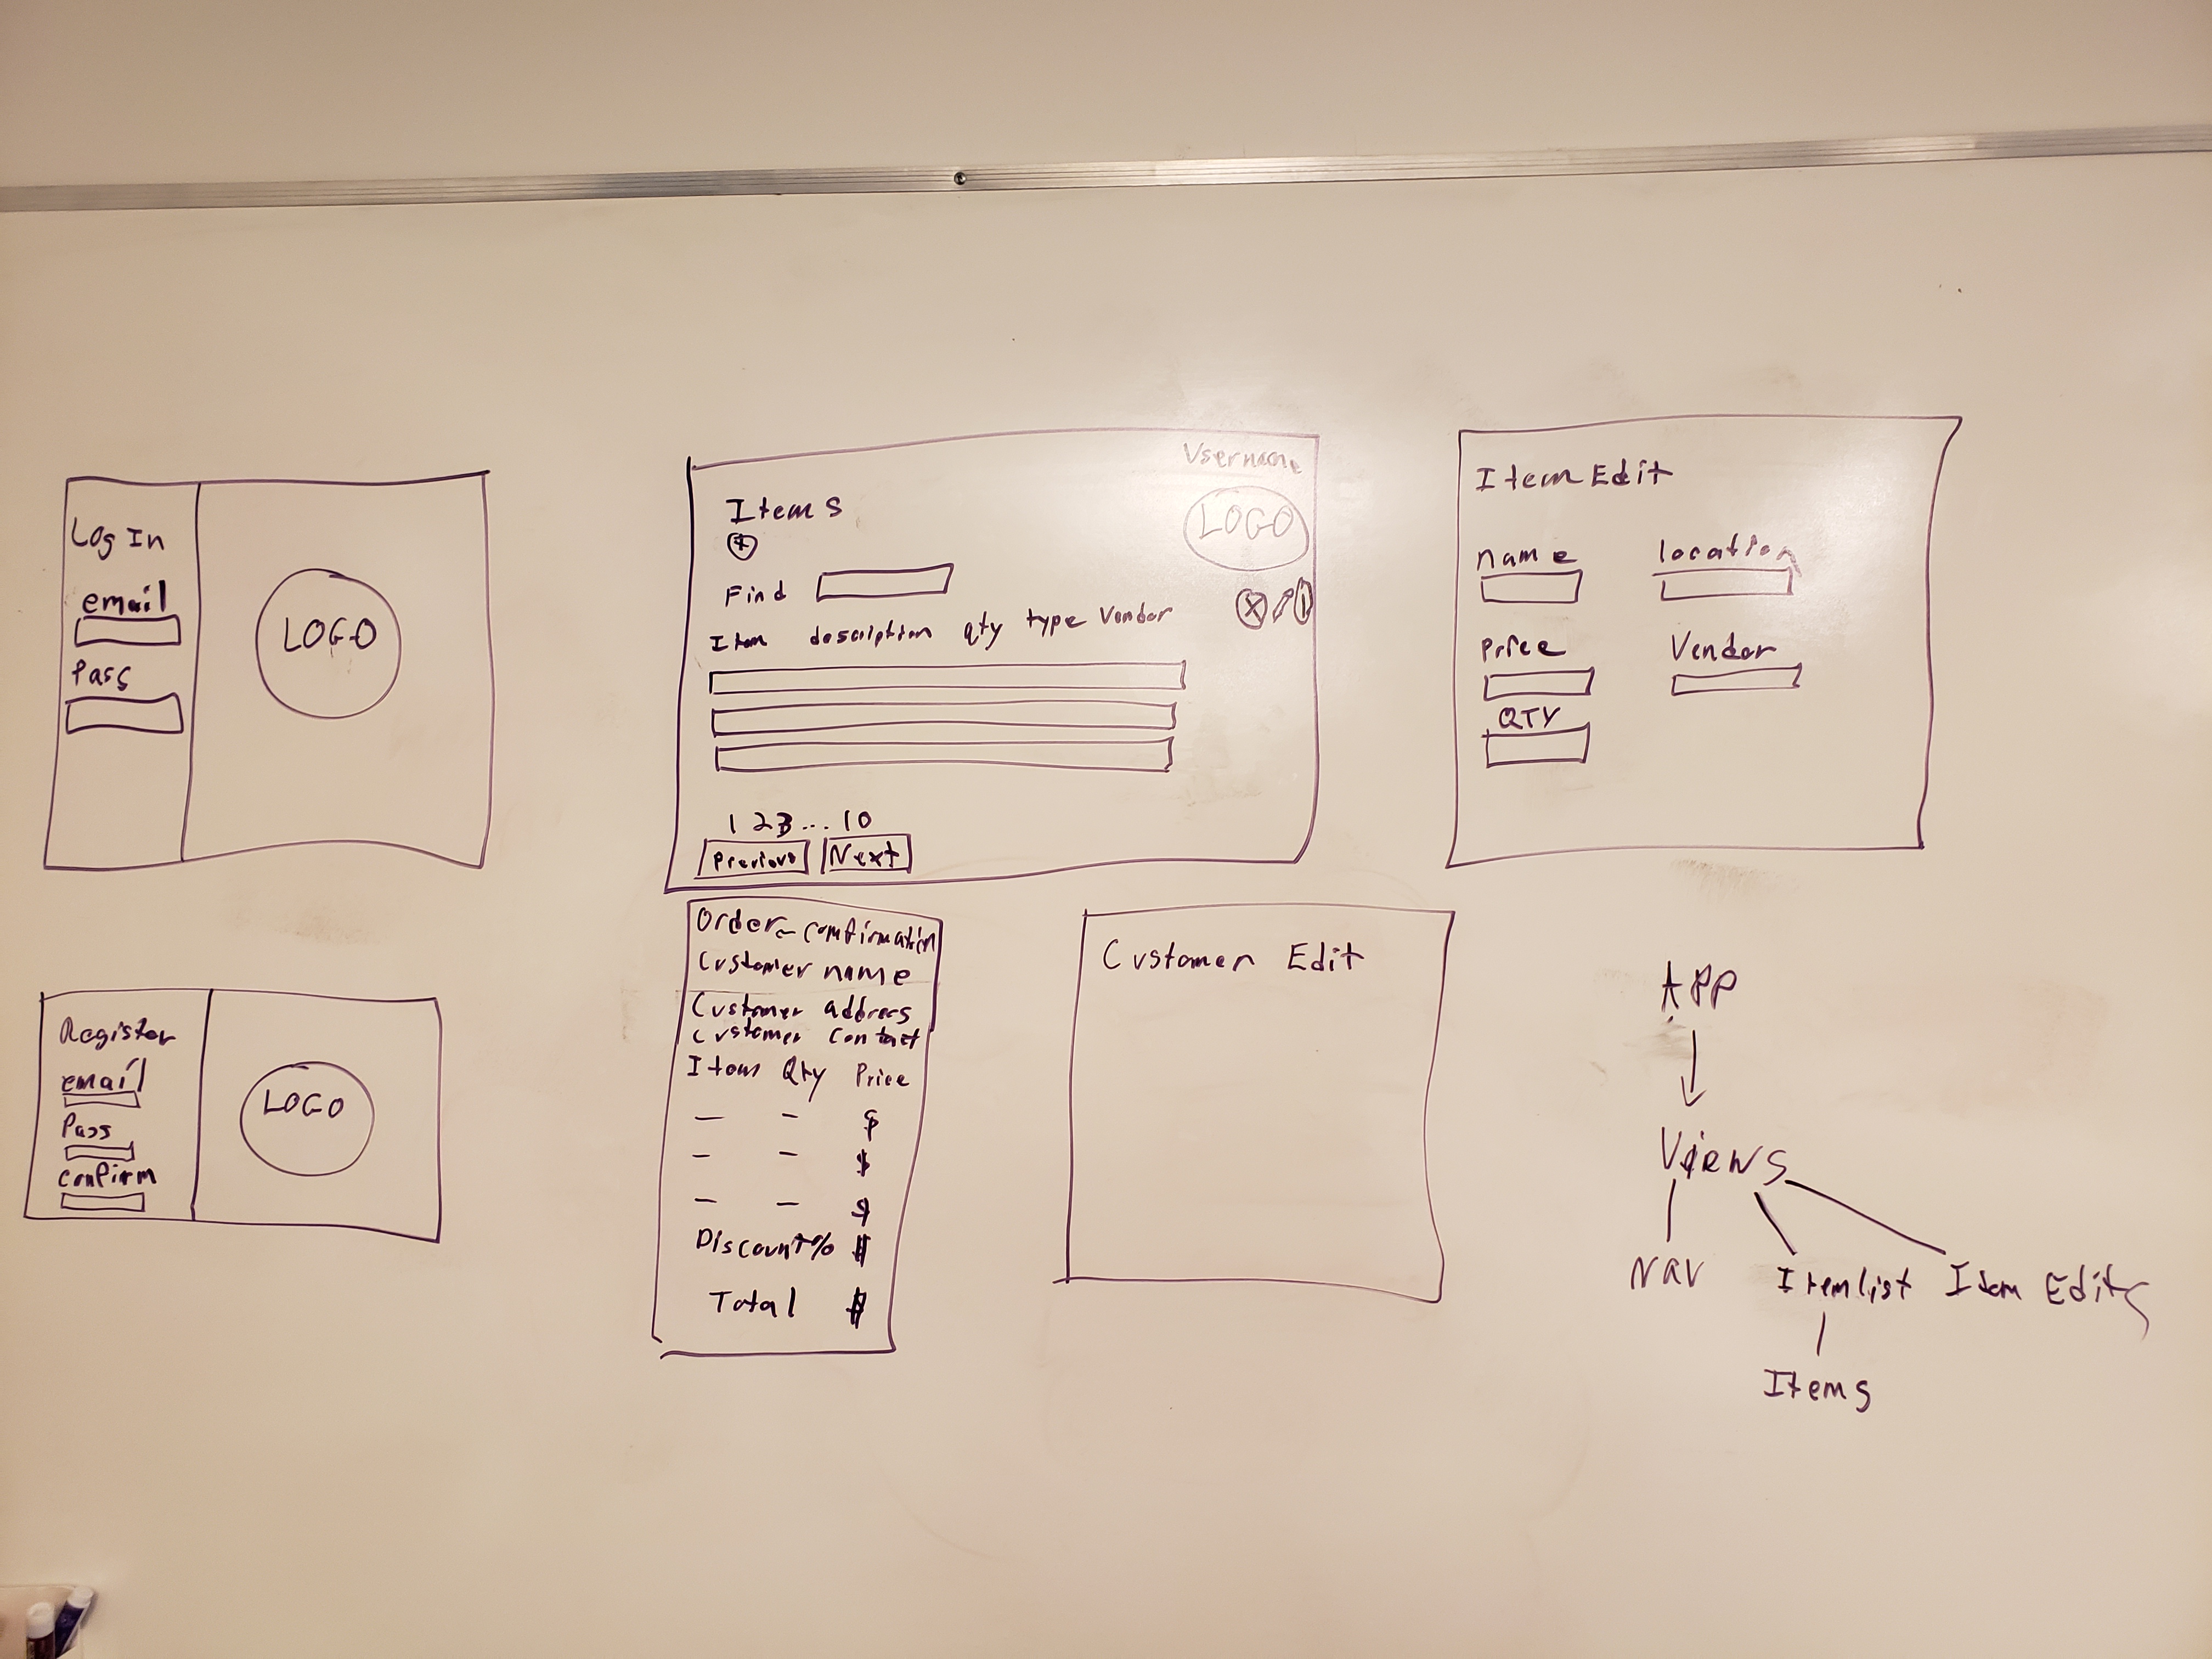 Log In
email
Pass
LOGO
Username
Items
LOGO
+
Find
X i
Item description qty type Vendor
1 2 3 ... 10
Previous Next
Item Edit
name location
Price Vendor
QTY
Register
email
Pass
confirm
LOGO
Order confirmation
Customer name
Customer address
Customer contact
Items Qty Price
— – $
– – $
– – $
Discount % $
Total $
Customer Edit
APP
Views
NAV Itemlist Item Edits
Items